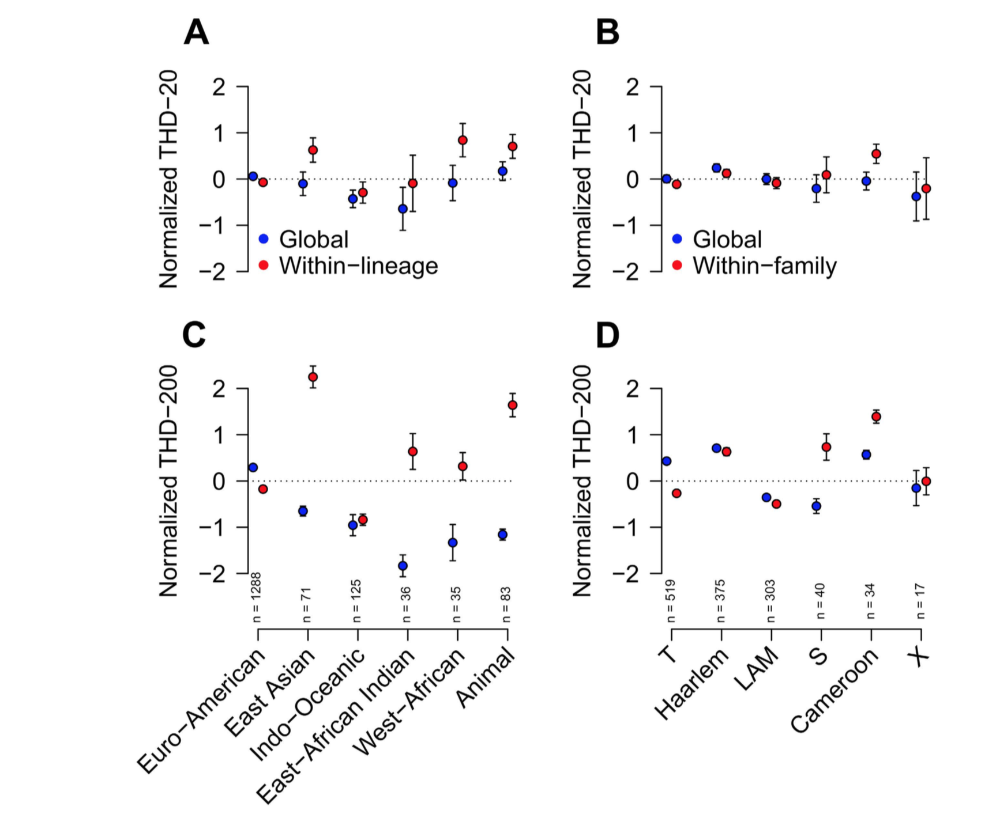 A
Normalized THD−20
2
1
0
−1
−2
Global
Within−lineage
B
Normalized THD−20
2
1
0
−1
−2
Global
Within−family
C
Normalized THD−200
2
1
0
−1
−2
n = 1288
n = 71
n = 125
n = 36
n = 35
n = 83
Euro−American
East Asian
Indo−Oceanic
East−African Indian
West−African
Animal
D
Normalized THD−200
2
1
0
−1
−2
n = 519
n = 375
n = 303
n = 40
n = 34
n = 17
T
Haarlem
LAM
S
Cameroon
X